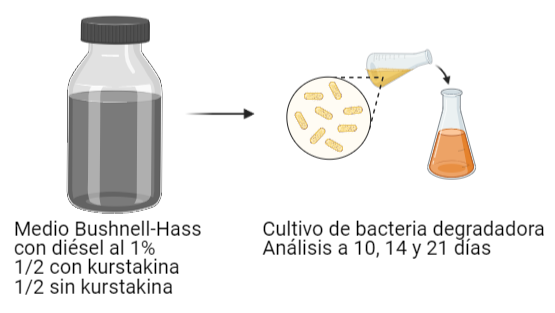 Medio Bushnell-Hass
con diésel al 1%
1/2 con kurstakina
1/2 sin kurstakina
Cultivo de bacteria degradadora
Análisis a 10, 14 y 21 días